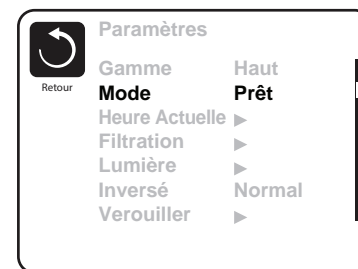 Paramètres
Retour
Gamme Haut
Mode Prêt
Heure Actuelle ▶
Filtration ▶
Lumière ▶
Inversé Normal
Verouiller ▶